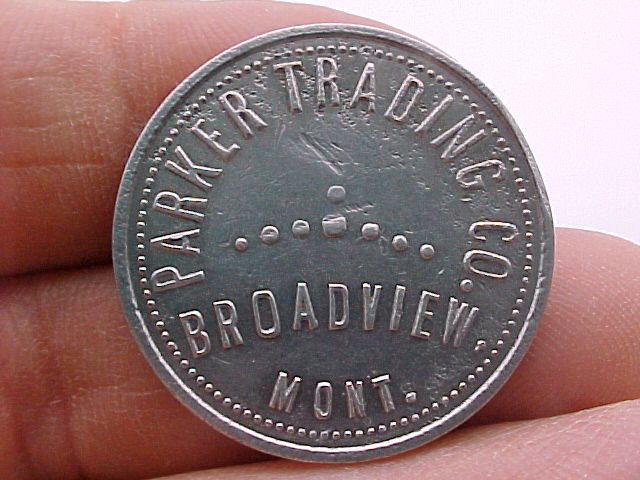 PARKER TRADING CO.
BROADVIEW,
MONT.